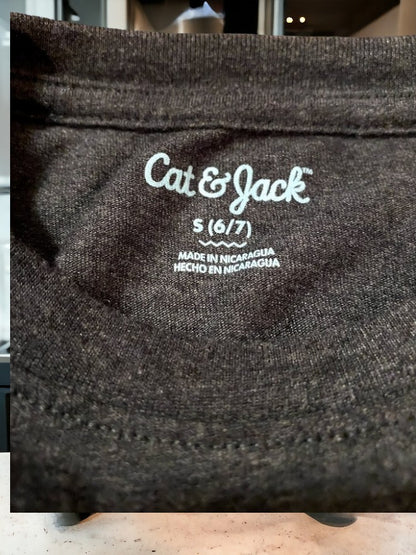 Cat & Jack™
S (6/7)
MADE IN NICARAGUA
HECHO EN NICARAGUA